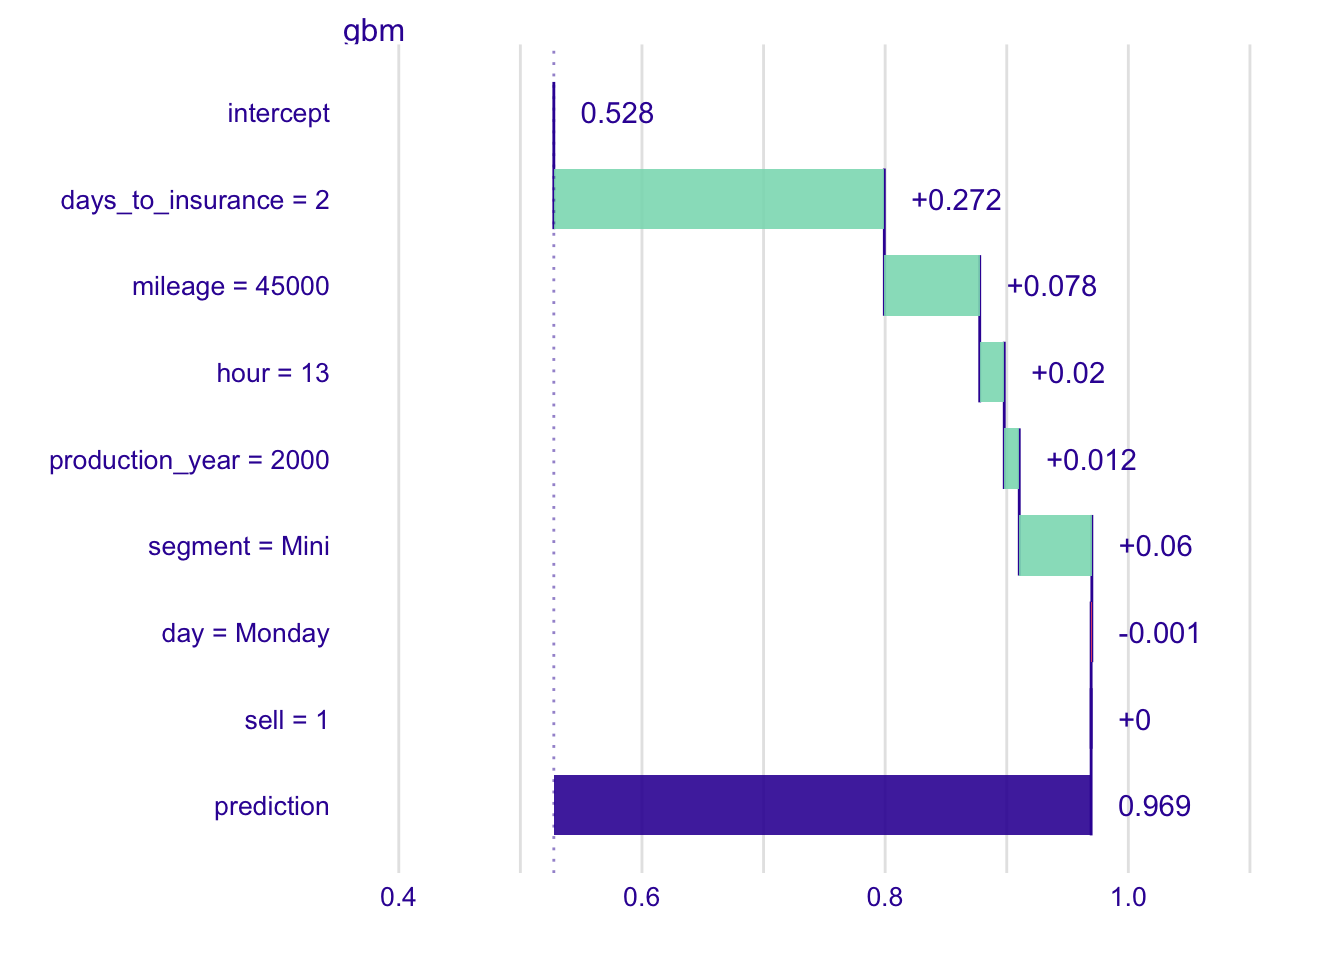 gbm
intercept 0.528
days_to_insurance = 2 +0.272
mileage = 45000 +0.078
hour = 13 +0.02
production_year = 2000 +0.012
segment = Mini +0.06
day = Monday -0.001
sell = 1 +0
prediction 0.969
0.4 0.6 0.8 1.0